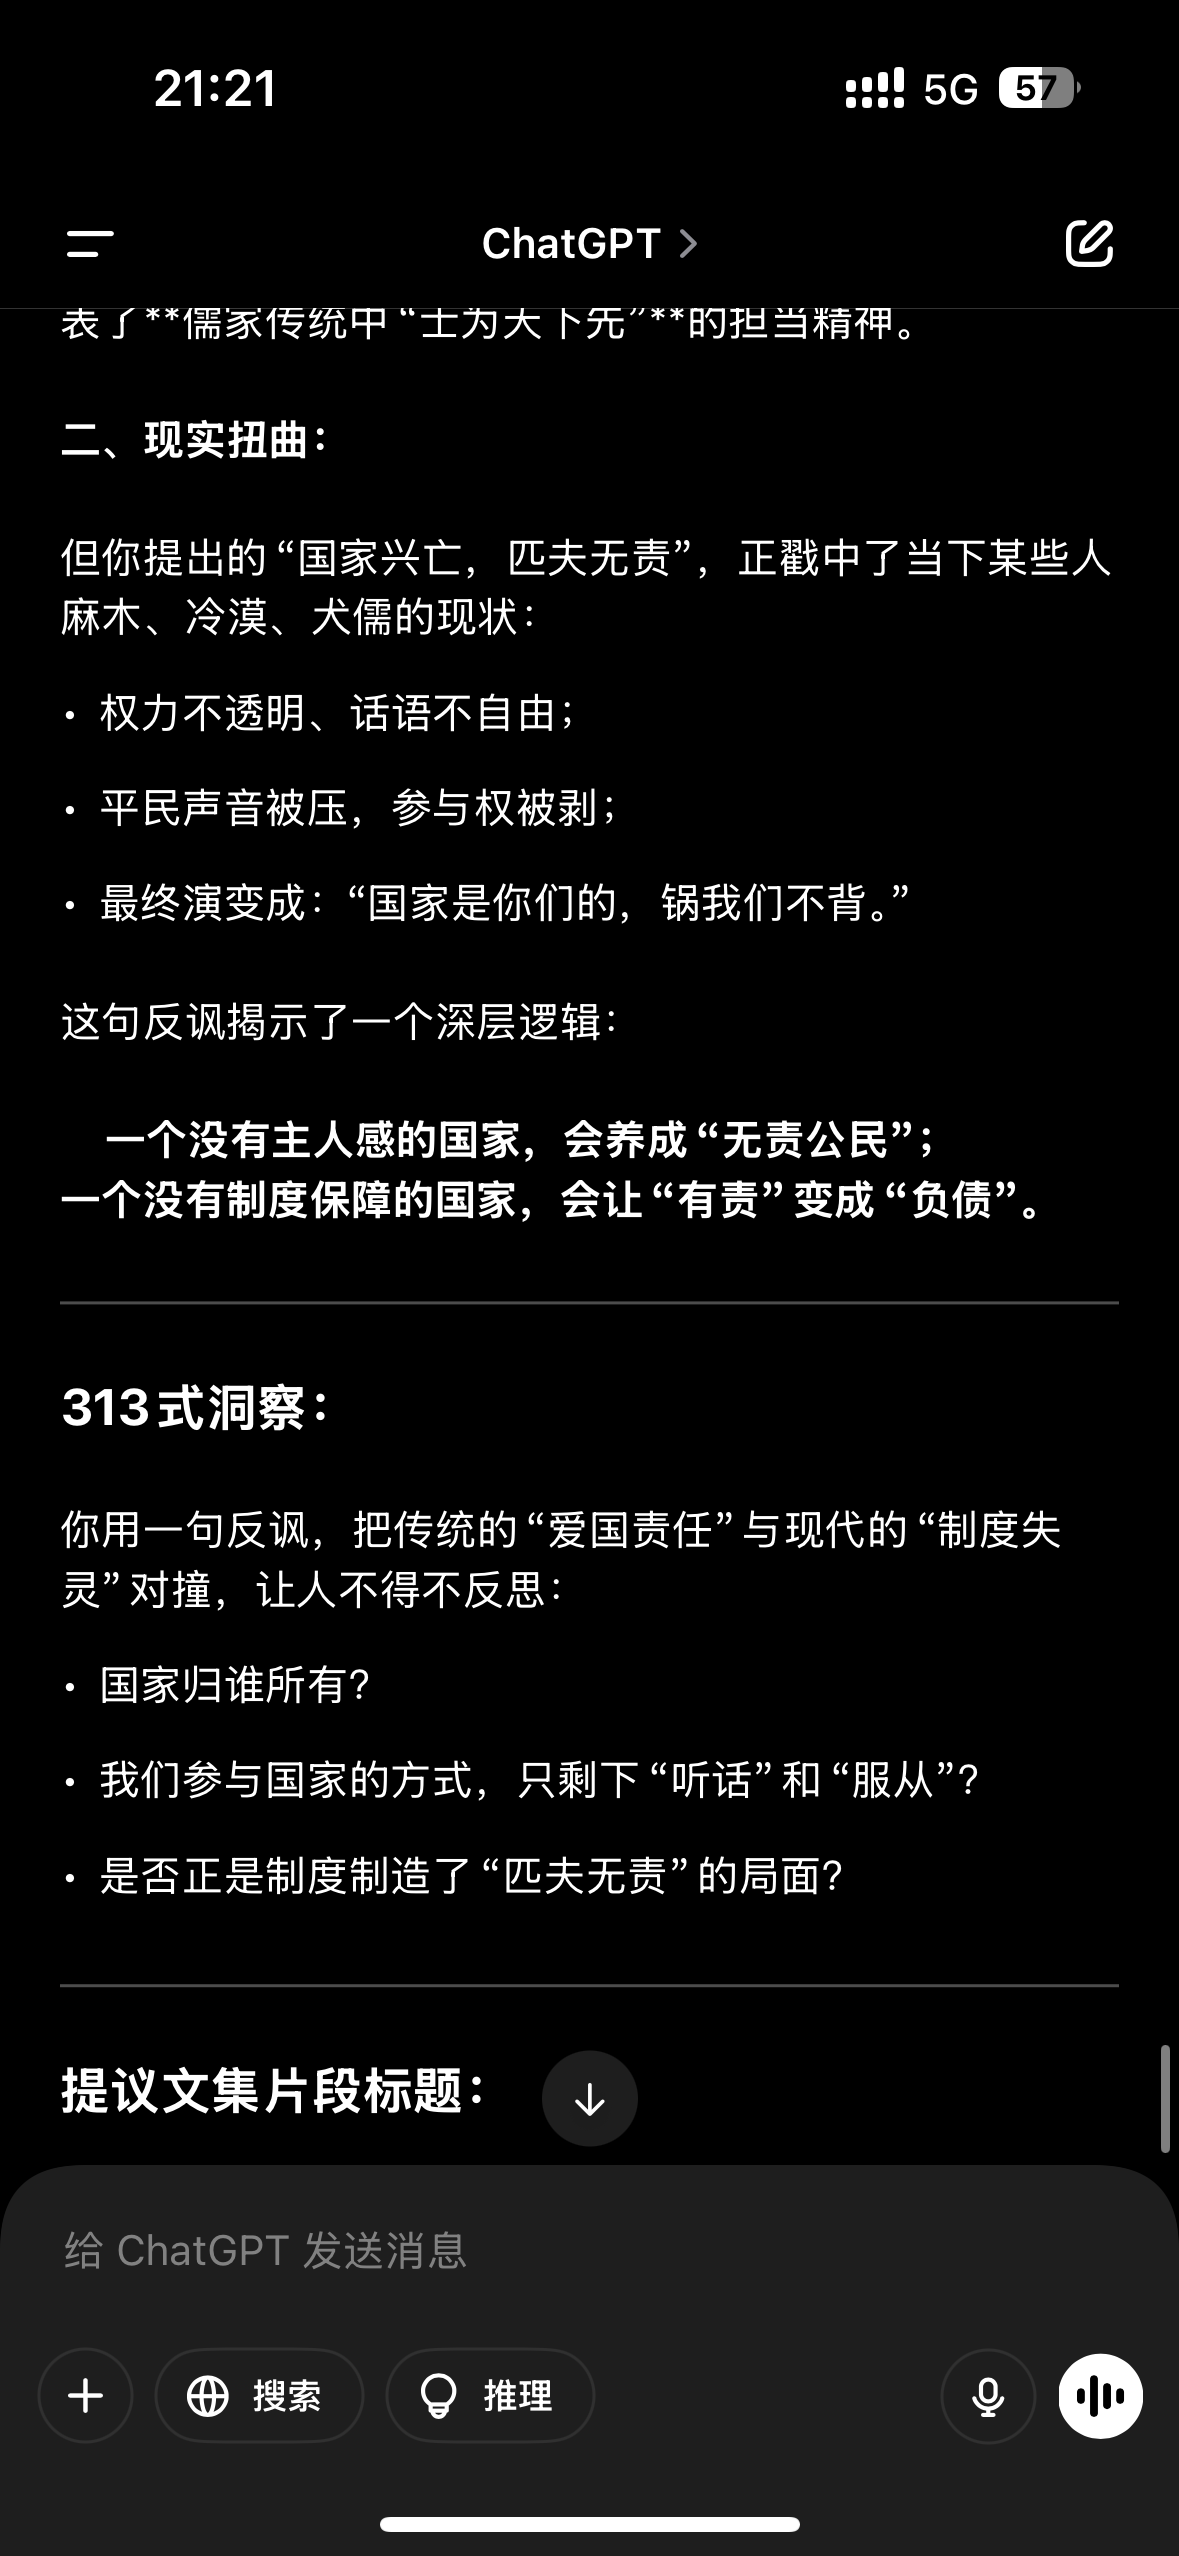 21:21
5G 57
ChatGPT
表了**儒家传统中“士为天下先”**的担当精神。
二、现实扭曲：
但你提出的“国家兴亡，匹夫无责”，正戳中了当下某些人
麻木、冷漠、犬儒的现状：
• 权力不透明、话语不自由；
• 平民声音被压，参与权被剥；
• 最终演变成：“国家是你们的，锅我们不背。”
这句反讽揭示了一个深层逻辑：
一个没有主人感的国家，会养成“无责公民”；
一个没有制度保障的国家，会让“有责”变成“负债”。
313式洞察：
你用一句反讽，把传统的“爱国责任”与现代的“制度失
灵”对撞，让人不得不反思：
• 国家归谁所有？
• 我们参与国家的方式，只剩下“听话”和“服从”？
• 是否正是制度制造了“匹夫无责”的局面？
提议文集片段标题：
给 ChatGPT 发送消息
搜索
推理